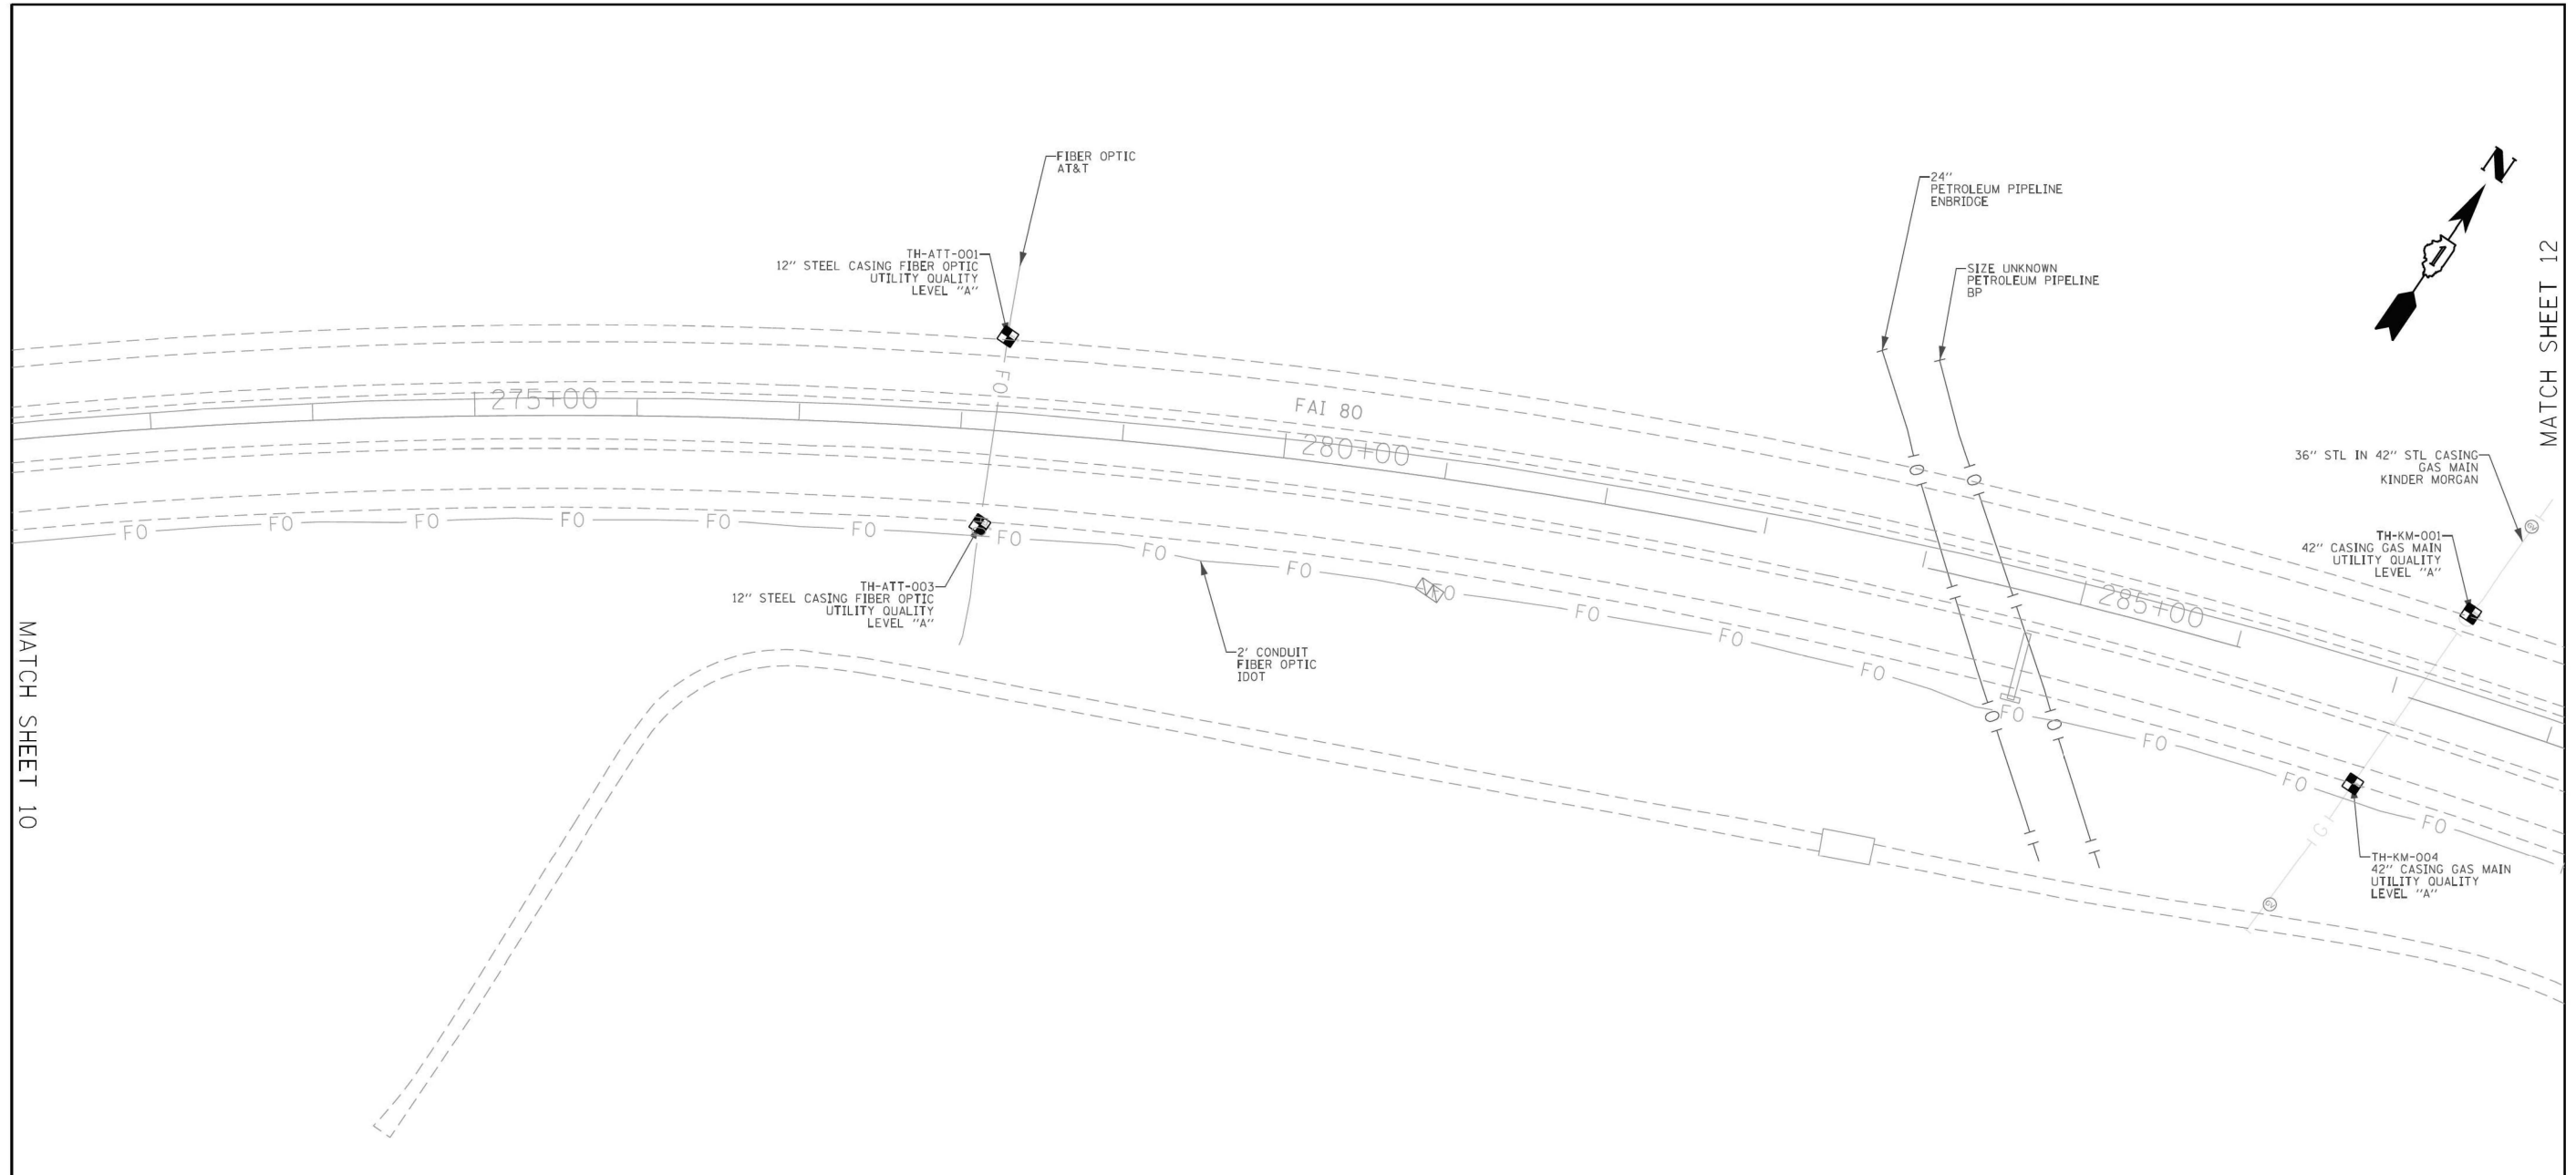 FIBER OPTIC
AT&T
TH-ATT-001
12" STEEL CASING FIBER OPTIC
UTILITY QUALITY
LEVEL "A"
24"
PETROLEUM PIPELINE
ENBRIDGE
SIZE UNKNOWN
PETROLEUM PIPELINE
BP
N
1
MATCH SHEET 12
FO
275+00
FAI 80
280+00
O
O
36" STL IN 42" STL CASING
GAS MAIN
KINDER MORGAN
GV
TH-KM-001
42" CASING GAS MAIN
UTILITY QUALITY
LEVEL "A"
FO FO FO FO FO FO FO FO FO FO FO FO FO FO FO FO FO
TH-ATT-003
12" STEEL CASING FIBER OPTIC
UTILITY QUALITY
LEVEL "A"
2' CONDUIT
FIBER OPTIC
IDOT
285+00
O
O
MATCH SHEET 10
G
TH-KM-004
42" CASING GAS MAIN
UTILITY QUALITY
LEVEL "A"
GV